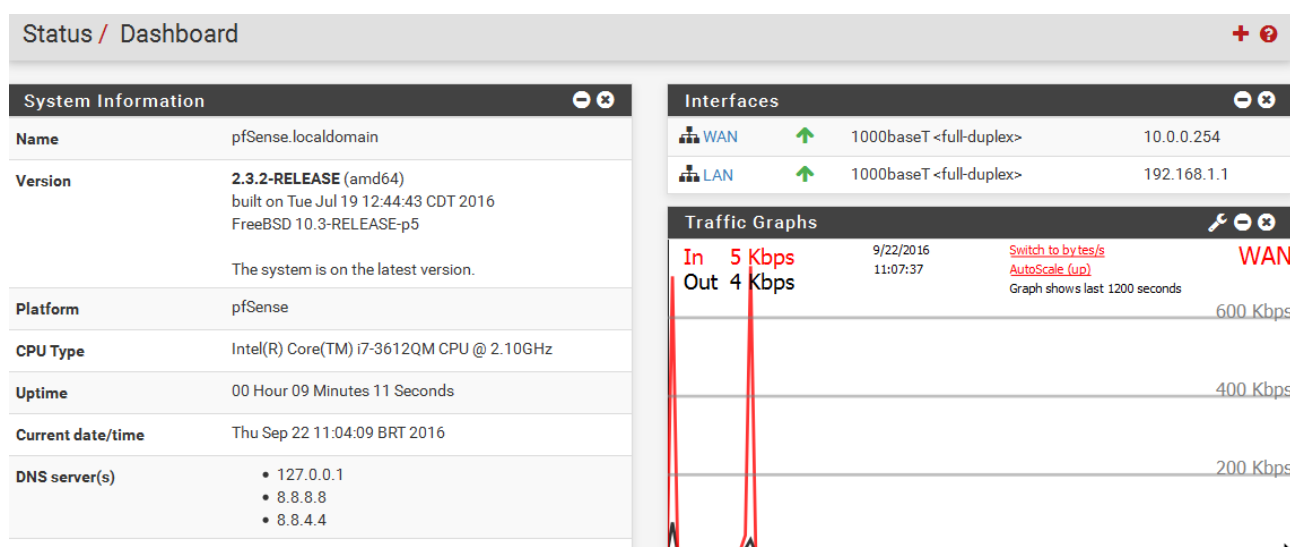 Status / Dashboard
System Information
Name pfSense.localdomain
Version 2.3.2-RELEASE (amd64)
built on Tue Jul 19 12:44:43 CDT 2016
FreeBSD 10.3-RELEASE-p5
The system is on the latest version.
Platform pfSense
CPU Type Intel(R) Core(TM) i7-3612QM CPU @ 2.10GHz
Uptime 00 Hour 09 Minutes 11 Seconds
Current date/time Thu Sep 22 11:04:09 BRT 2016
DNS server(s) • 127.0.0.1
• 8.8.8.8
• 8.8.4.4
Interfaces
WAN 1000baseT <full-duplex> 10.0.0.254
LAN 1000baseT <full-duplex> 192.168.1.1
Traffic Graphs
In 5 Kbps 9/22/2016 Switch to bytes/s WAN
Out 4 Kbps 11:07:37 AutoScale (up)
Graph shows last 1200 seconds
600 Kbps
400 Kbps
200 Kbps